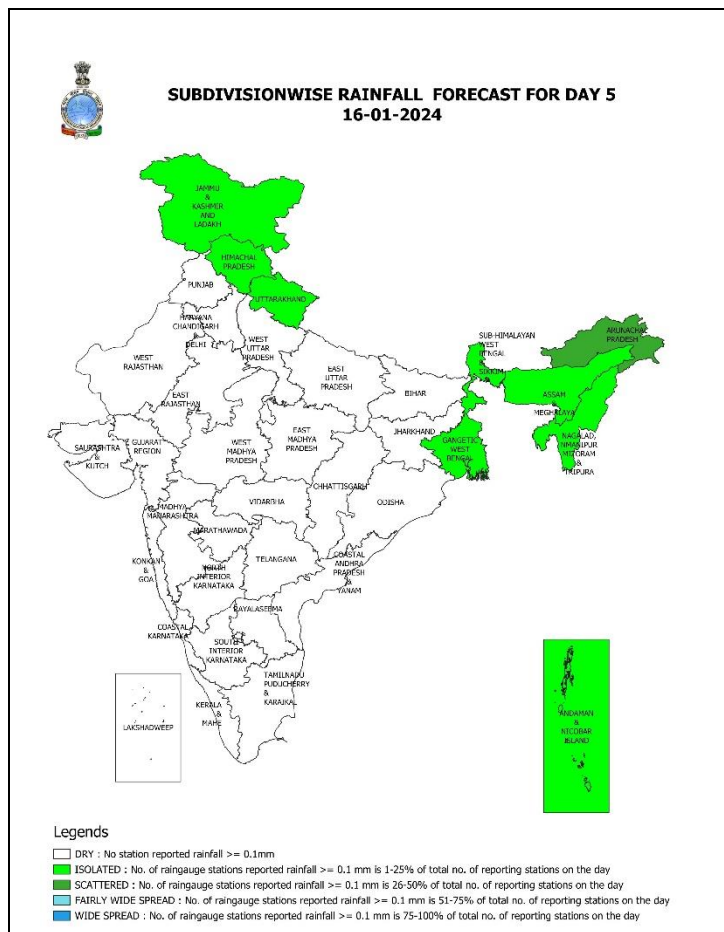 SUBDIVISIONWISE RAINFALL FORECAST FOR DAY 5
16-01-2024
JAMMU
&
KASHMIR
AND
LADAKH
HIMACHAL
PRADESH
PUNJAB
UTTARAKHAND
HARYANA
CHANDIGARH
&
DELHI
WEST
UTTAR
PRADESH
WEST
RAJASTHAN
EAST
UTTAR
PRADESH
EAST
RAJASTHAN
BIHAR
SUB-HIMALAYAN
WEST
BENGAL
&
SIKKIM
ARUNACHAL
PRADESH
ASSAM
&
MEGHALAYA
NAGALAD,
NMANIPUR
MIZORAM
&
TRIPURA
SAURASHTRA
&
KUTCH
GUJARAT
REGION
WEST
MADHYA
PRADESH
EAST
MADHYA
PRADESH
JHARKHAND
GANGETIC
WEST
BENGAL
CHHATTISGARH
ODISHA
VIDARBHA
MADHYA
MAHARASHTRA
MARATHAWADA
KONKAN
&
GOA
TELANGANA
NORTH
INTERIOR
KARNATAKA
COASTAL
ANDHRA
PRADESH
&
YANAM
RAYALASEEMA
COASTAL
KARNATAKA
SOUTH
INTERIOR
KARNATAKA
TAMILNADU
PUDUCHERRY
&
KARAIKAL
KERALA
&
MAHE
LAKSHADWEEP
ANDAMAN
&
NICOBAR
ISLAND
Legends
DRY : No station reported rainfall >= 0.1mm
ISOLATED : No. of raingauge stations reported rainfall >= 0.1 mm is 1-25% of total no. of reporting stations on the day
SCATTERED : No. of raingauge stations reported rainfall >= 0.1 mm is 26-50% of total no. of reporting stations on the day
FAIRLY WIDE SPREAD : No. of raingauge stations reported rainfall >= 0.1 mm is 51-75% of total no. of reporting stations on the day
WIDE SPREAD : No. of raingauge stations reported rainfall >= 0.1 mm is 75-100% of total no. of reporting stations on the day